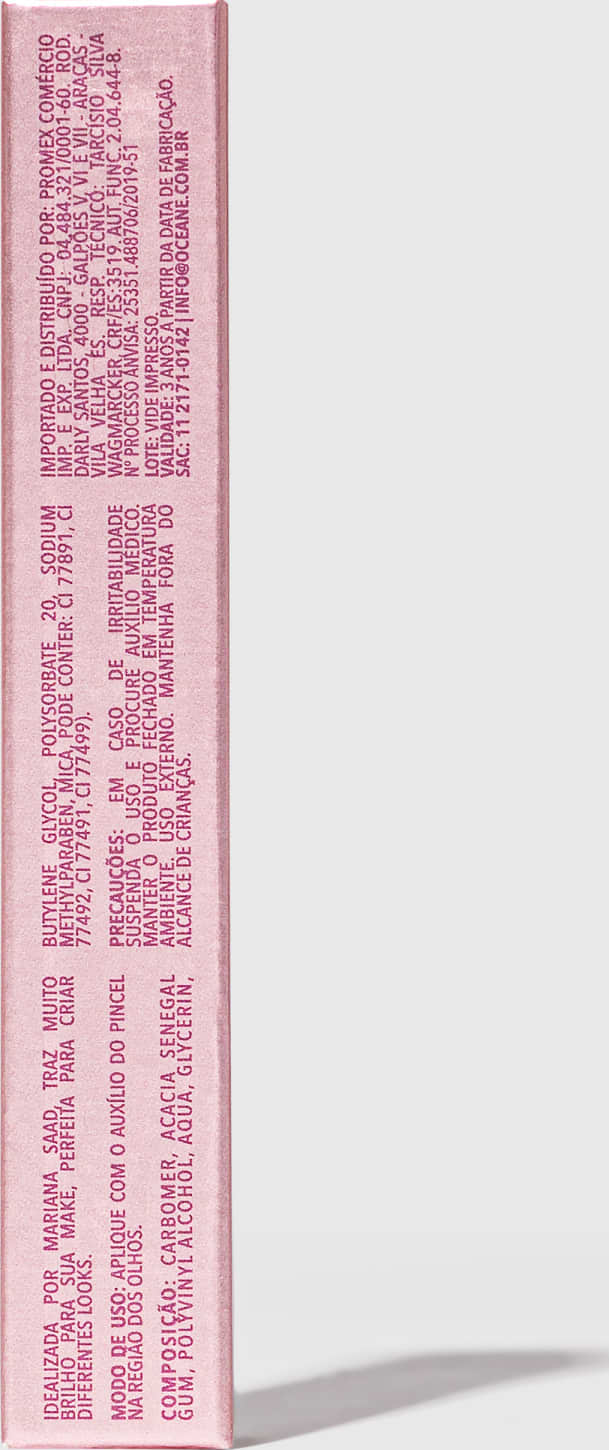 IDEALIZADA POR MARIANA SAAD, TRAZ MUITO
BRILHO PARA SUA MAKE, PERFEITA PARA CRIAR
DIFERENTES LOOKS.
MODO DE USO: APLIQUE COM O AUXÍLIO DO PINCEL
NA REGIÃO DOS OLHOS.
COMPOSIÇÃO: CARBOMER, ACACIA SENEGAL
GUM, POLYVINYL ALCOHOL, AQUA, GLYCERIN,
BUTYLENE GLYCOL, POLYSORBATE 20, SODIUM
METHYLPARABEN, MICA, PODE CONTER: CI 77891, CI
77492, CI 77491, CI 77499).
PRECAUÇÕES: EM CASO DE IRRITABILIDADE
SUSPENDA O USO E PROCURE AUXÍLIO MÉDICO.
MANTER O PRODUTO FECHADO EM TEMPERATURA
AMBIENTE. USO EXTERNO. MANTENHA FORA DO
ALCANCE DE CRIANÇAS.
IMPORTADO E DISTRIBUÍDO POR: PROMEX COMÉRCIO
IMP. E EXP. LTDA. CNPJ: 04.484.321/0001-60. ROD.
DARLY SANTOS, 4000 - GALPÕES V, VI E VII - ARAÇÁS -
VILA VELHA ES. RESP. TÉCNICO: TARCÍSIO SILVA
WAGMARCKER, CRF/ES:3519. AUT. FUNC. 2.04.644-8.
Nº PROCESSO ANVISA: 25351.488706/2019-51
LOTE: VIDE IMPRESSO.
VALIDADE: 3 ANOS A PARTIR DA DATA DE FABRICAÇÃO.
SAC: 11 2171-0142 | INFO@OCEANE.COM.BR